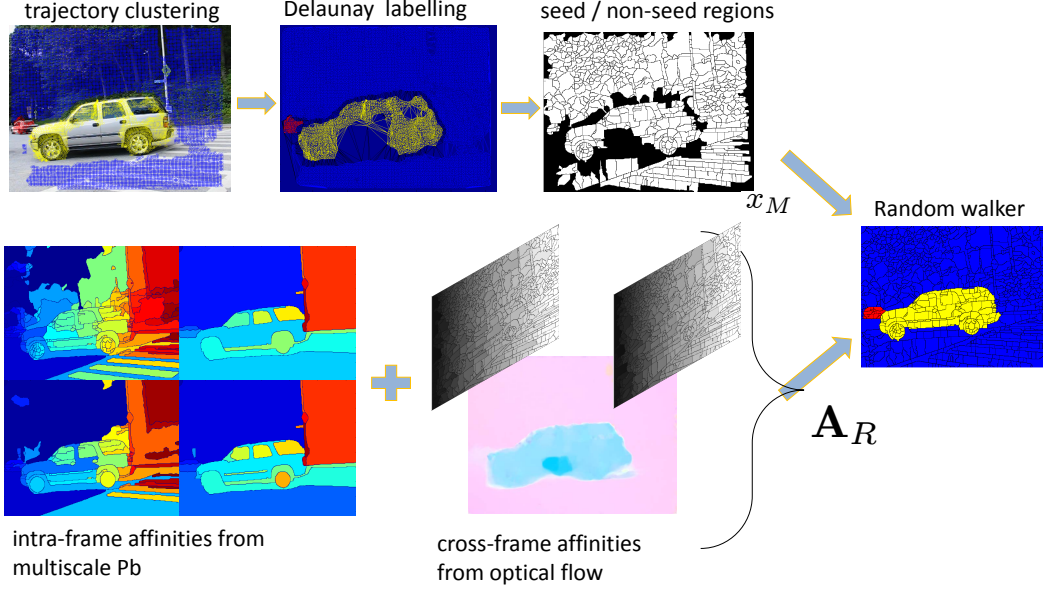 trajectory clustering
Delaunay labelling
seed / non-seed regions
x_M
Random walker
A_R
intra-frame affinities from
multiscale Pb
cross-frame affinities
from optical flow